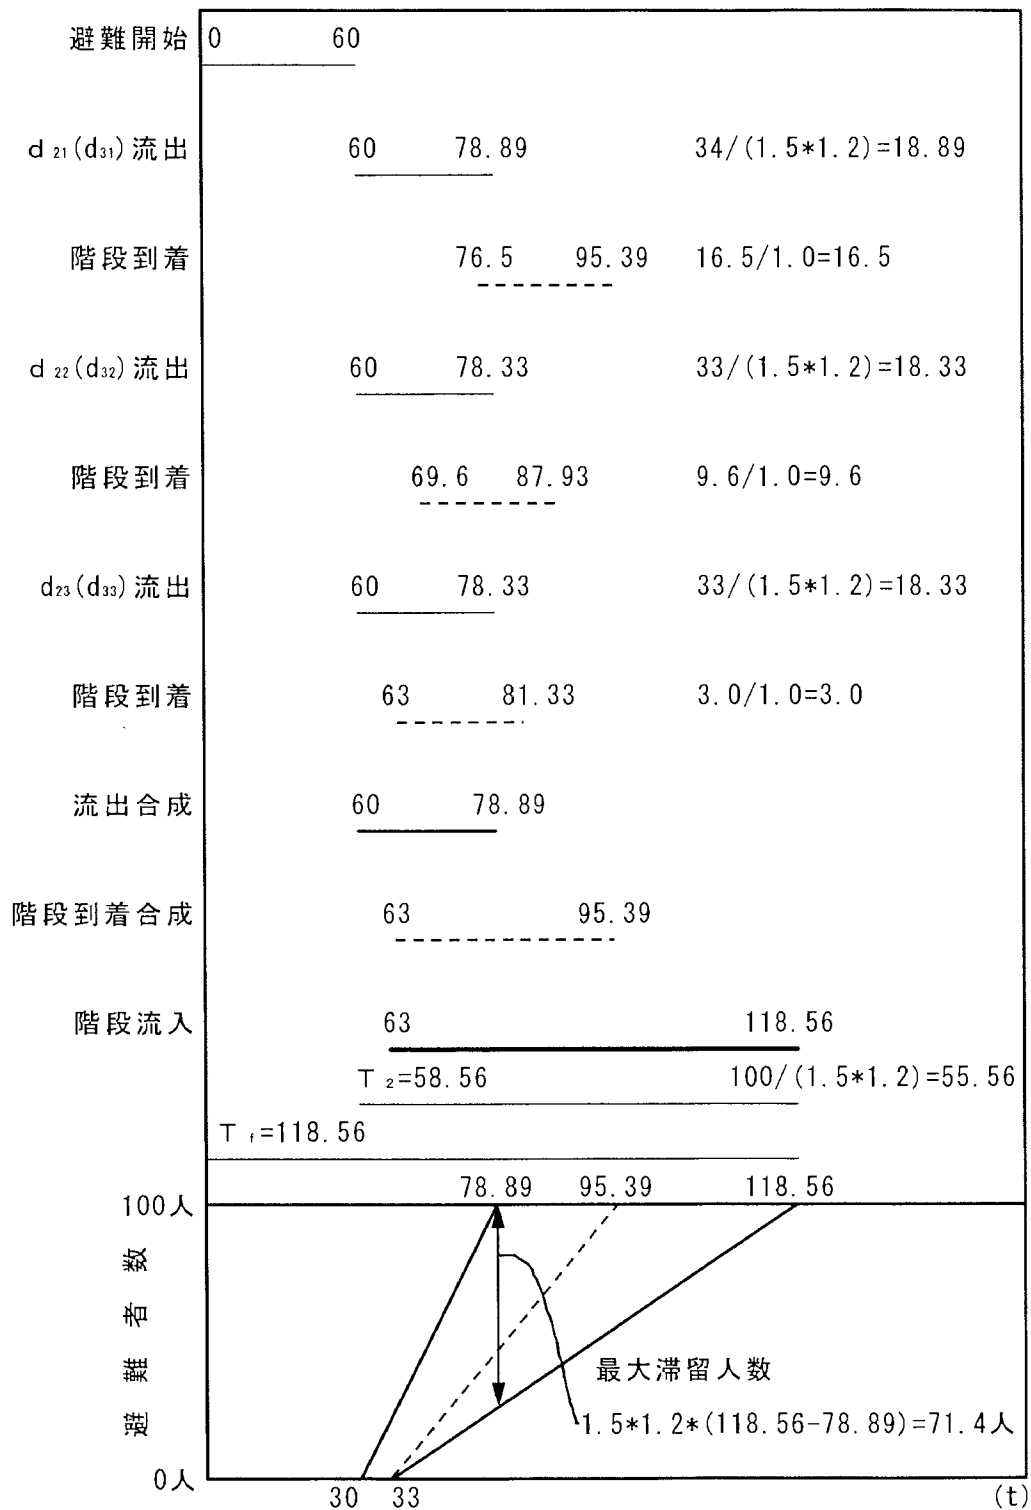 避難開始 0 60
d 21(d31)流出 60 78.89 34/(1.5*1.2)=18.89
階段到着 76.5 95.39 16.5/1.0=16.5
d 22(d32)流出 60 78.33 33/(1.5*1.2)=18.33
階段到着 69.6 87.93 9.6/1.0=9.6
d23(d33)流出 60 78.33 33/(1.5*1.2)=18.33
階段到着 63 81.33 3.0/1.0=3.0
流出合成 60 78.89
階段到着合成 63 95.39
階段流入 63 118.56
T 2=58.56 100/(1.5*1.2)=55.56
T f=118.56
78.89 95.39 118.56
100人
避難者数
最大滞留人数
1.5*1.2*(118.56-78.89)=71.4人
0人
30 33 (t)